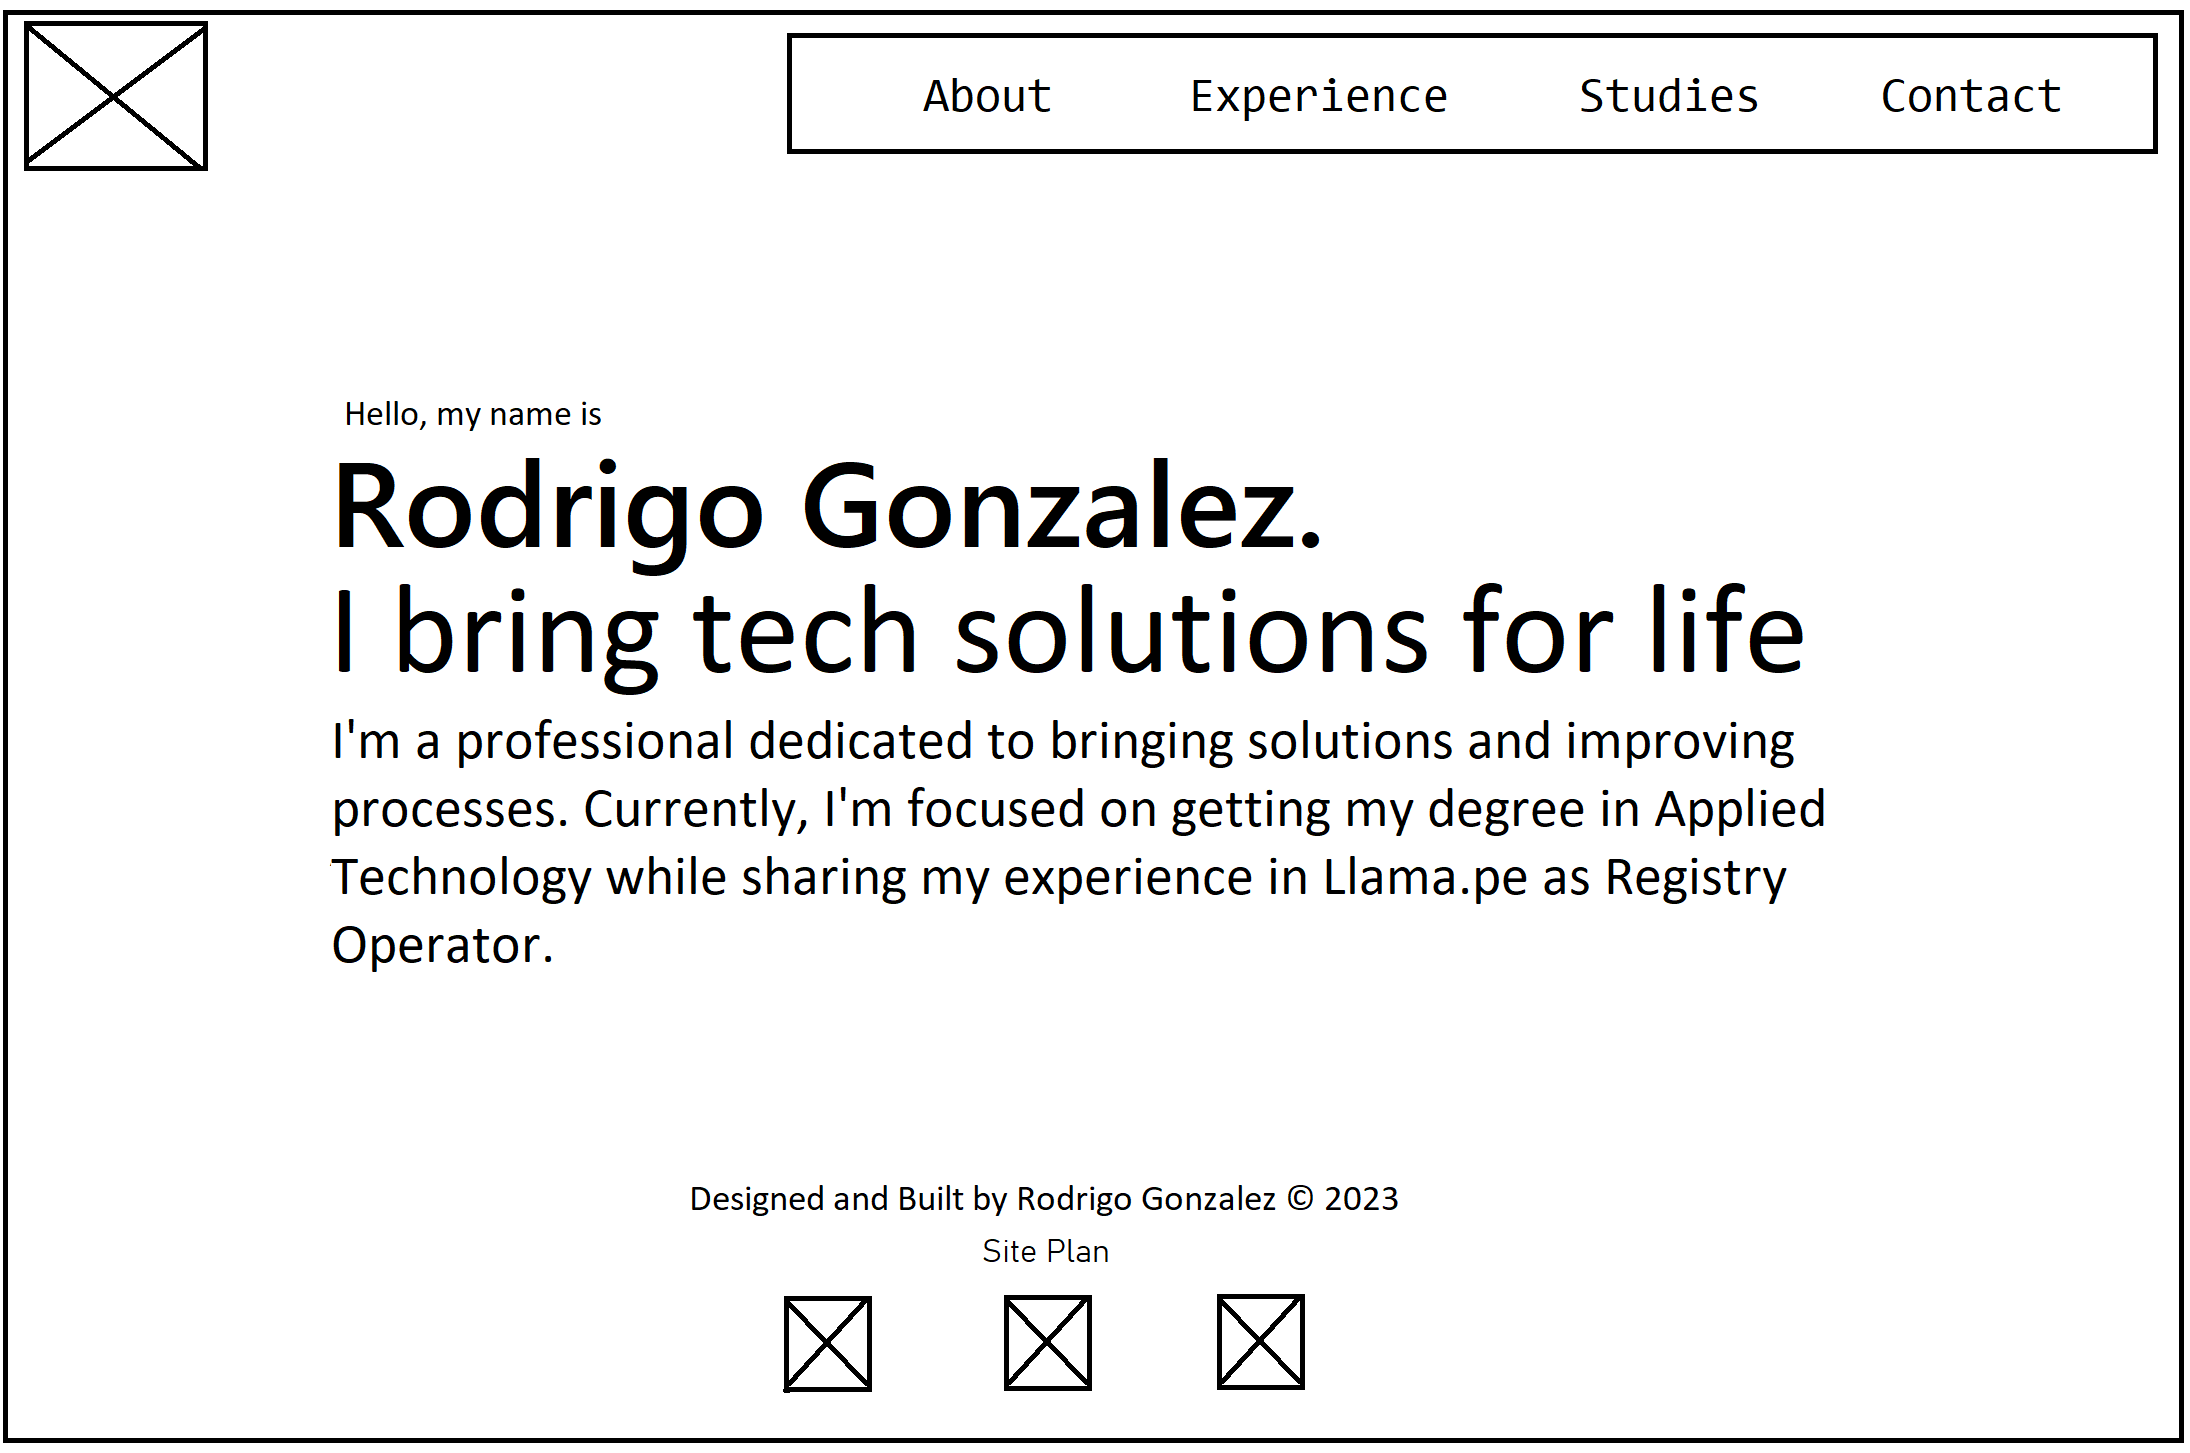 About Experience Studies Contact
Hello, my name is
Rodrigo Gonzalez.
I bring tech solutions for life
I'm a professional dedicated to bringing solutions and improving
processes. Currently, I'm focused on getting my degree in Applied
Technology while sharing my experience in Llama.pe as Registry
Operator.
Designed and Built by Rodrigo Gonzalez © 2023
Site Plan